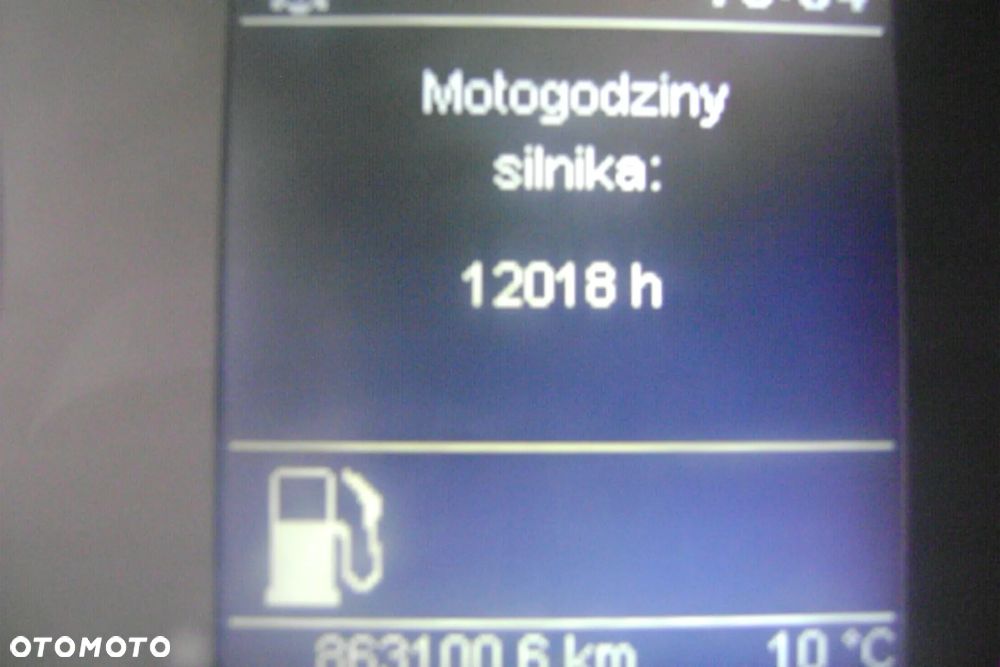 Motogodziny
silnika:
12018 h
863100.6 km 10 °C
OTOMOTO